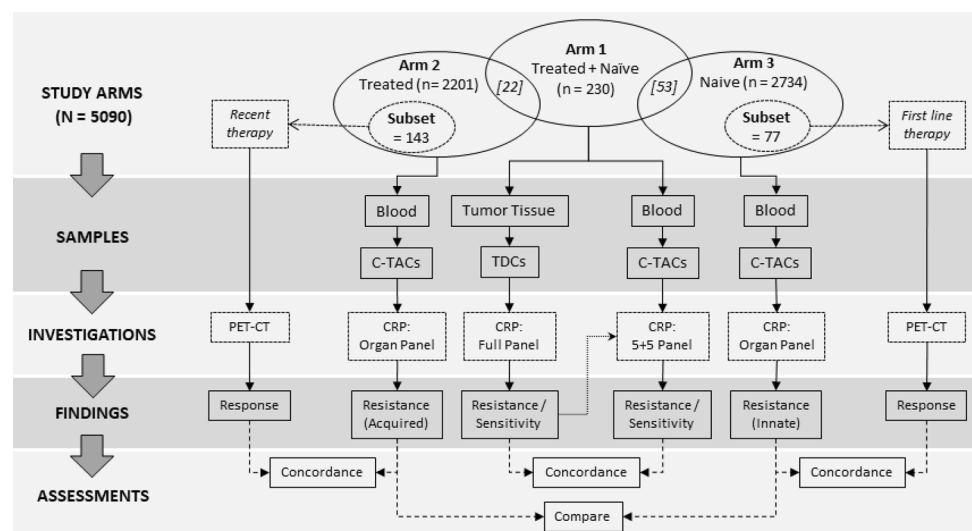 STUDY ARMS
(N = 5090)
Recent
therapy
Arm 2
Treated (n= 2201)
Subset
= 143
[22]
Arm 1
Treated + Naïve
(n = 230)
[53]
Arm 3
Naive (n= 2734)
Subset
= 77
First line
therapy
SAMPLES
Blood
Tumor Tissue
Blood
Blood
C-TACs
TDCs
C-TACs
C-TACs
INVESTIGATIONS
PET-CT
CRP:
Organ Panel
CRP:
Full Panel
CRP:
5+5 Panel
CRP:
Organ Panel
PET-CT
FINDINGS
Response
Resistance
(Acquired)
Resistance /
Sensitivity
Resistance /
Sensitivity
Resistance
(Innate)
Response
ASSESSMENTS
Concordance
Concordance
Concordance
Compare